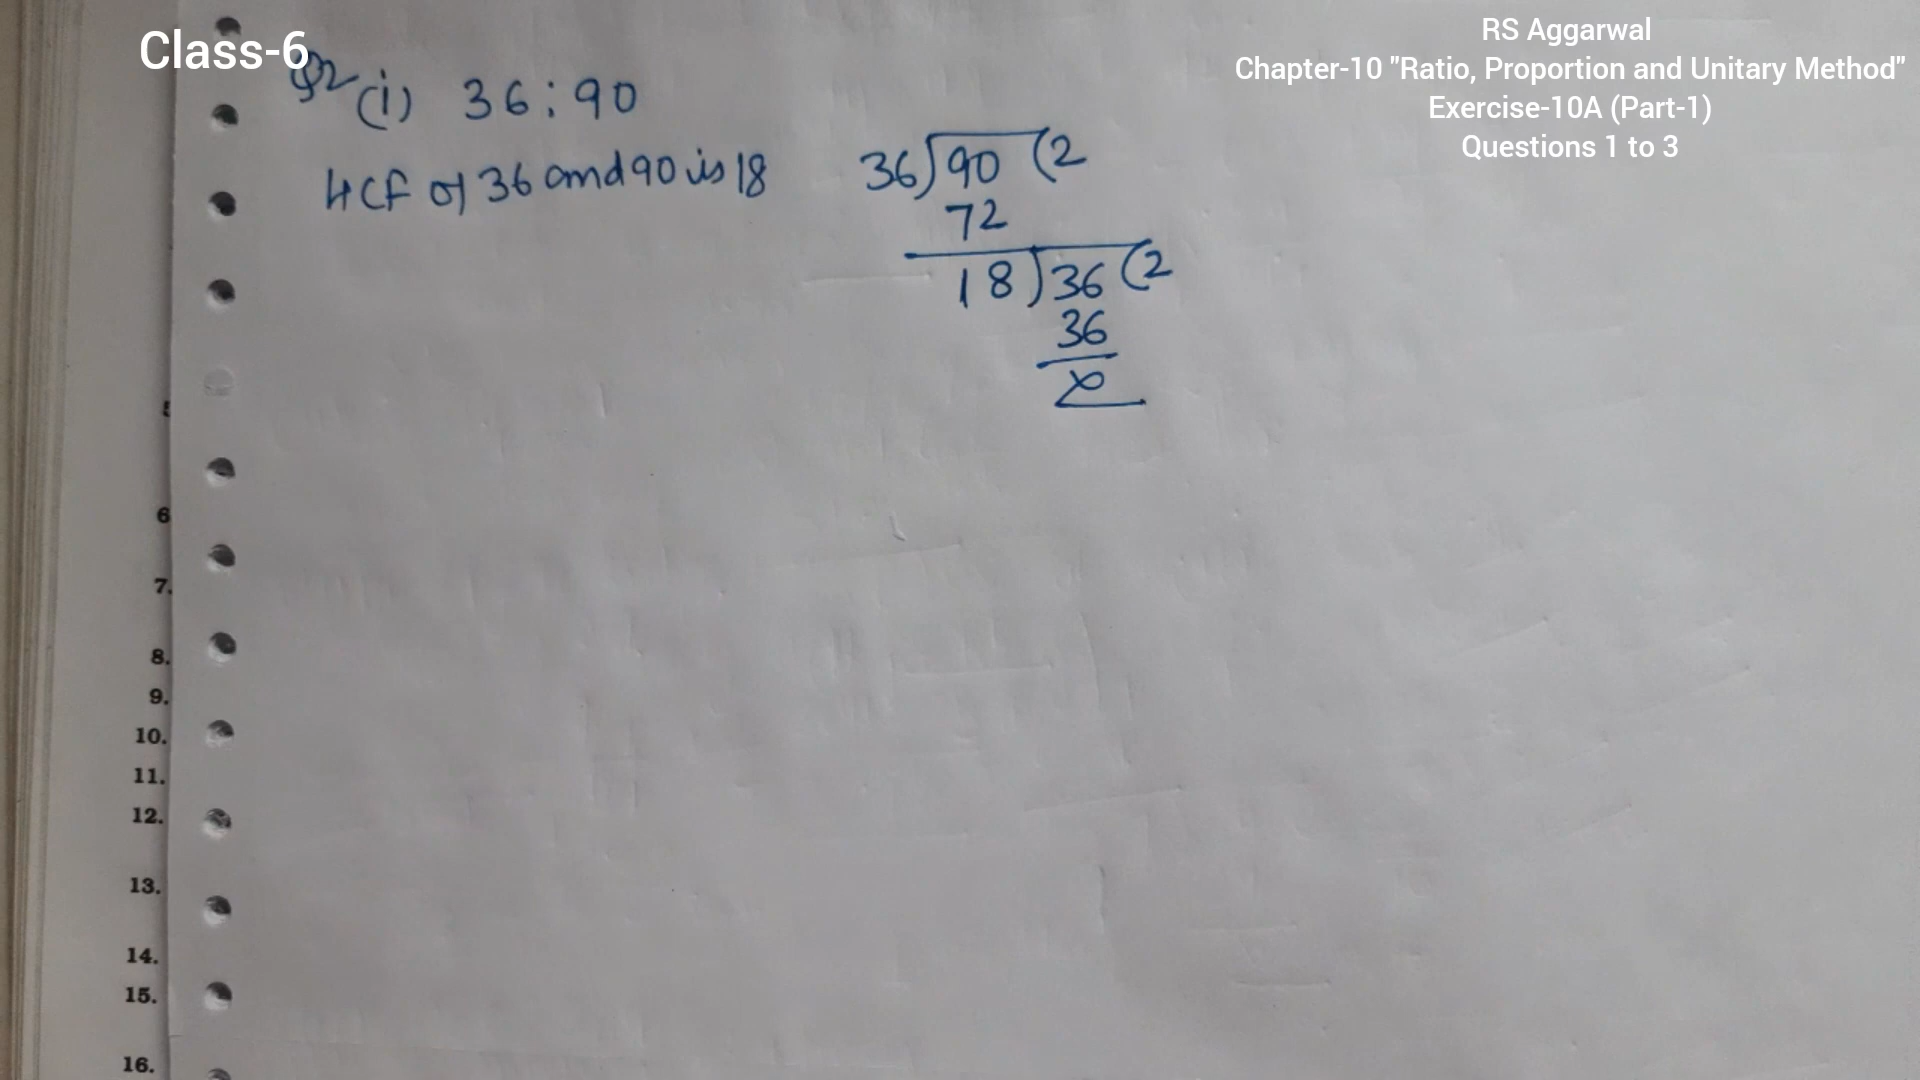 Class-6
RS Aggarwal
Chapter-10 "Ratio, Proportion and Unitary Method"
Exercise-10A (Part-1)
Questions 1 to 3
Q2 (i) 36 : 90
HCF of 36 and 90 is 18
36)90(2
72
18)36(2
36
x
6
7.
8.
9.
10.
11.
12.
13.
14.
15.
16.